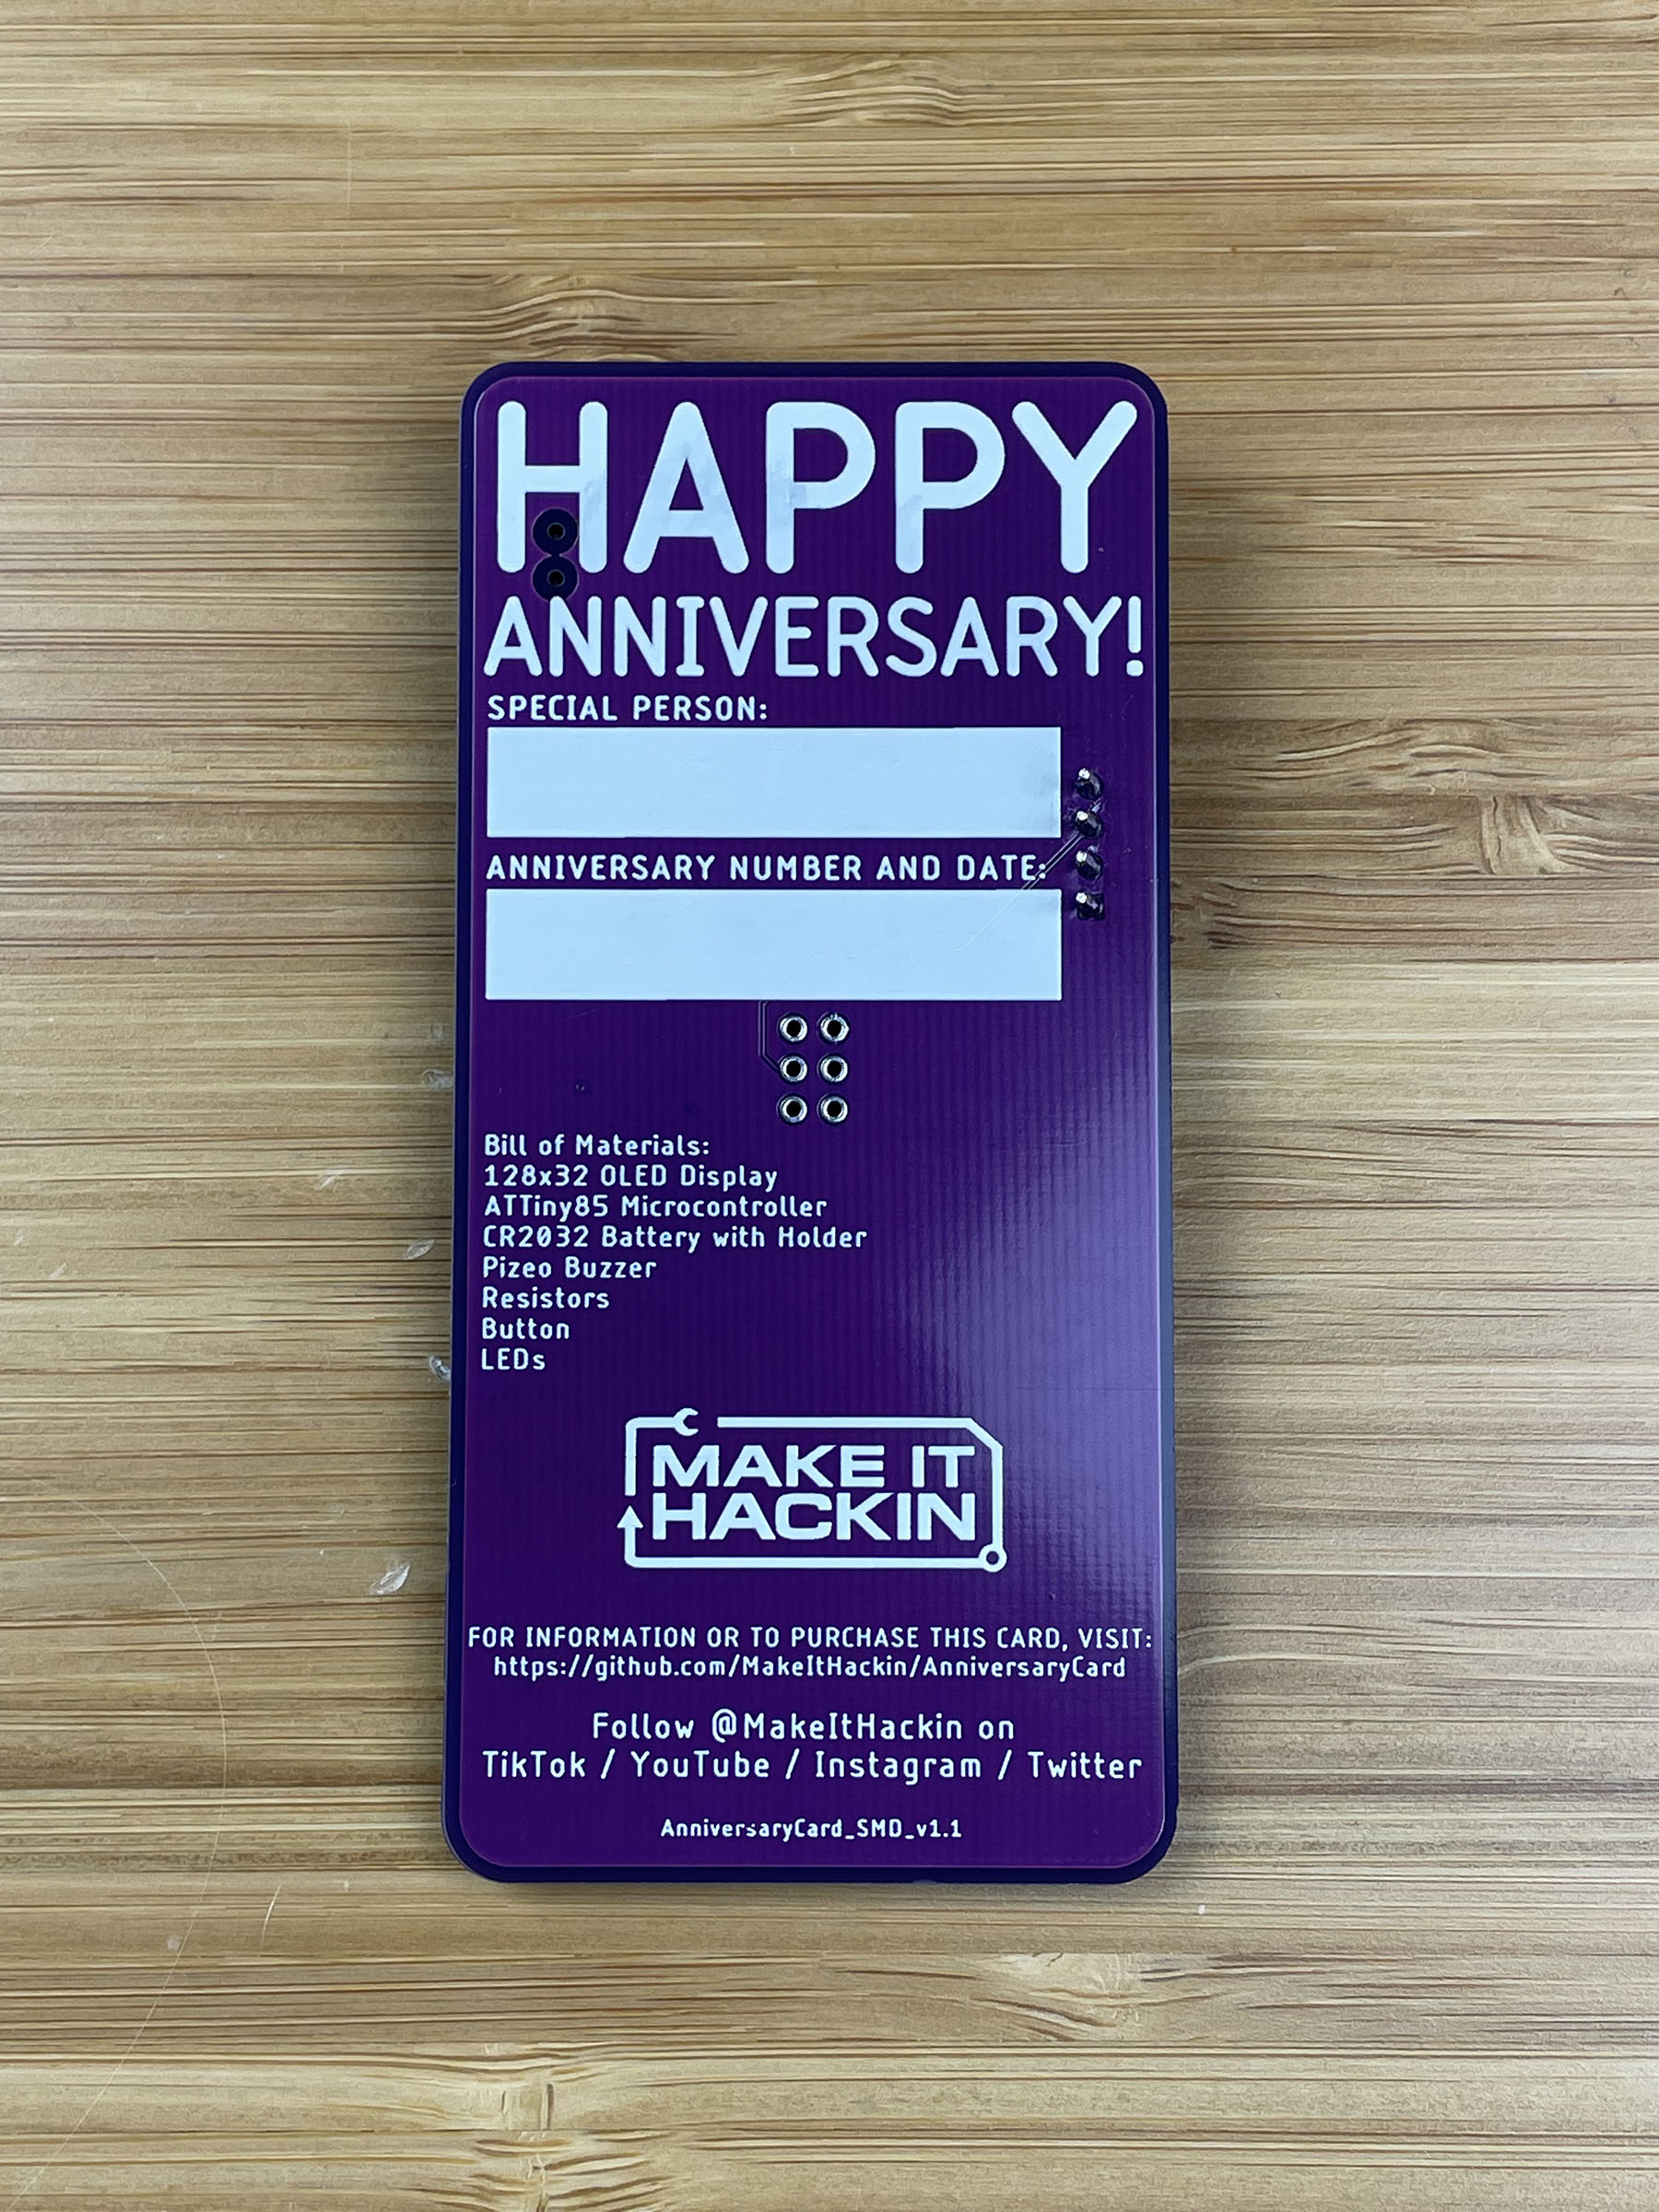 HAPPY
ANNIVERSARY!
SPECIAL PERSON:
ANNIVERSARY NUMBER AND DATE:
Bill of Materials:
128x32 OLED Display
ATTiny85 Microcontroller
CR2032 Battery with Holder
Pizeo Buzzer
Resistors
Button
LEDs
MAKE IT
HACKIN
FOR INFORMATION OR TO PURCHASE THIS CARD, VISIT:
https://github.com/MakeItHackin/AnniversaryCard
Follow @MakeItHackin on
TikTok / YouTube / Instagram / Twitter
AnniversaryCard_SMD_v1.1